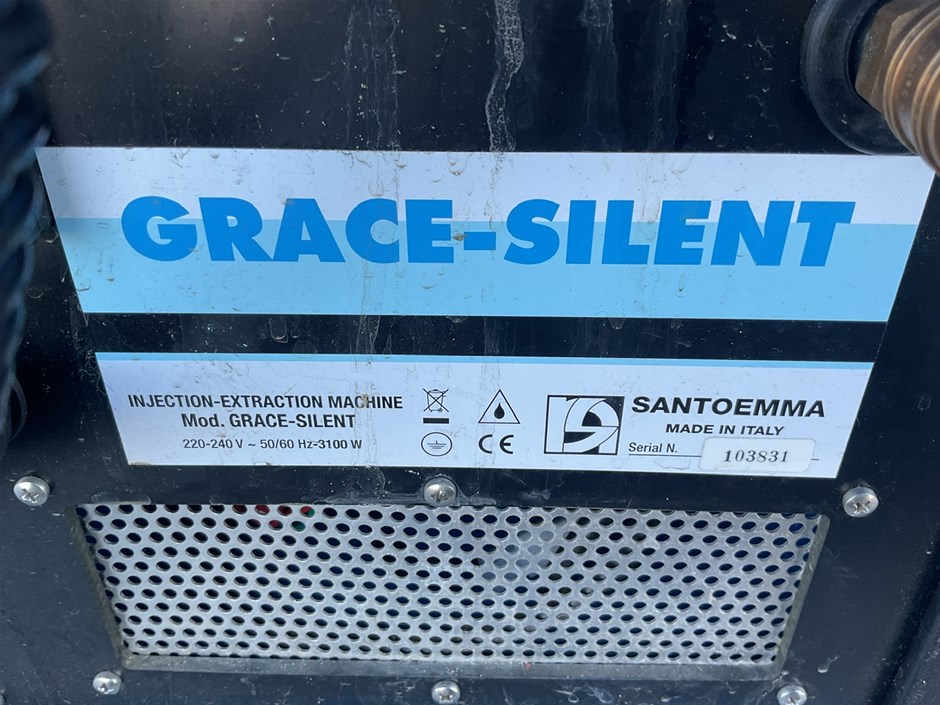 GRACE-SILENT
INJECTION-EXTRACTION MACHINE
Mod. GRACE-SILENT
220-240 V ~ 50/60 Hz-3100 W
CE
SANTOEMMA
MADE IN ITALY
Serial N. 103831